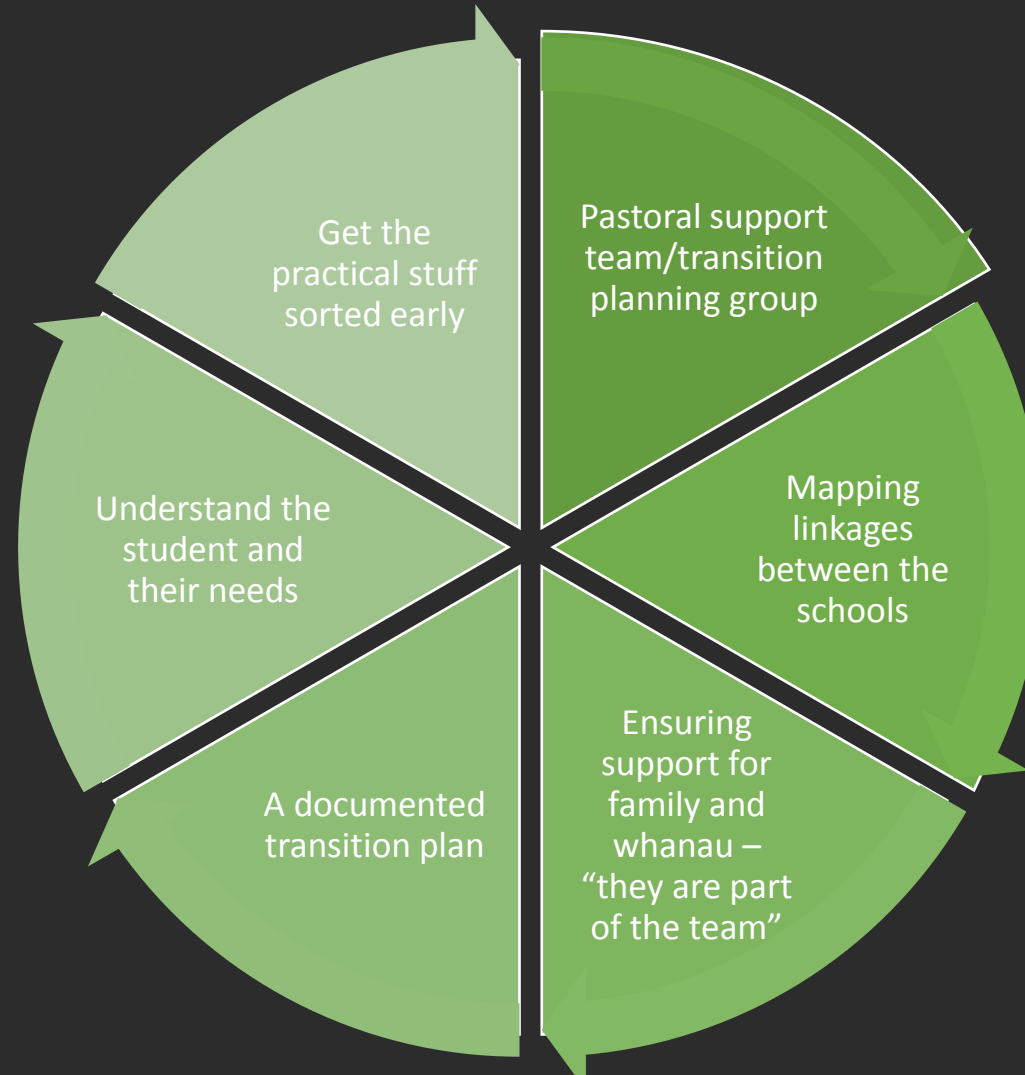 Pastoral support
team/transition
planning group
Mapping
linkages
between the
schools
Ensuring
support for
family and
whanau –
“they are part
of the team”
A documented
transition plan
Understand the
student and
their needs
Get the
practical stuff
sorted early